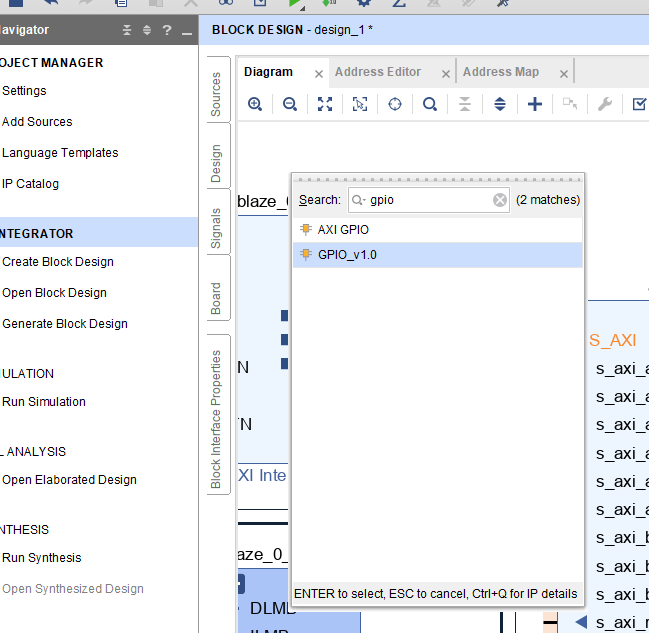 avigator
?
BLOCK DESIGN - design_1 *
OJECT MANAGER
Settings
Add Sources
Language Templates
IP Catalog
NTEGRATOR
Create Block Design
Open Block Design
Generate Block Design
ULATION
Run Simulation
L ANALYSIS
Open Elaborated Design
NTHESIS
Run Synthesis
Open Synthesized Design
Sources
Design
Signals
Board
Block Interface Properties
Diagram
Address Editor
Address Map
blaze_0
N
N
XI Inte
aze_0_
DLMB
Search: gpio (2 matches)
AXI GPIO
GPIO_v1.0
ENTER to select, ESC to cancel, Ctrl+Q for IP details
S_AXI
s_axi_a
s_axi_a
s_axi_a
s_axi_a
s_axi_a
s_axi_a
s_axi_b
s_axi_b
s_axi_b
s_axi_r